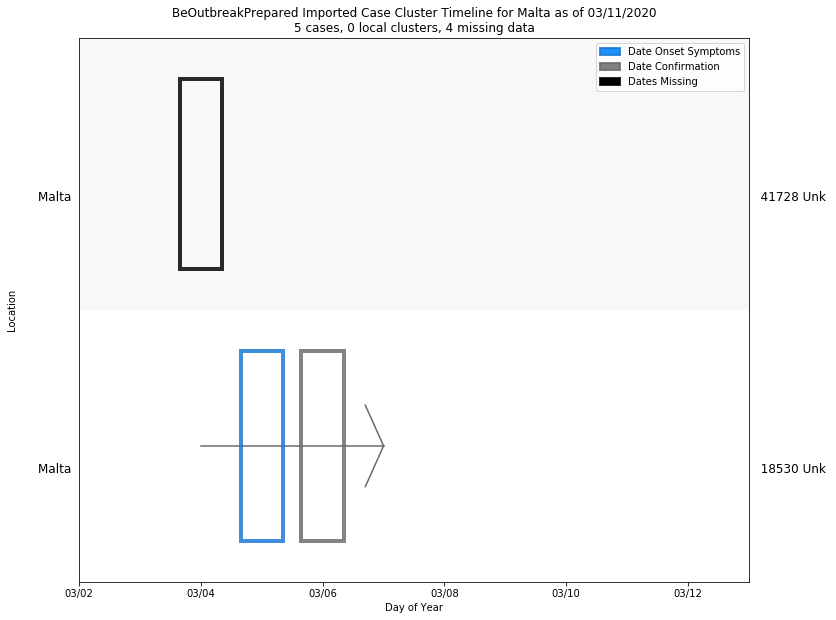 BeOutbreakPrepared Imported Case Cluster Timeline for Malta as of 03/11/2020
5 cases, 0 local clusters, 4 missing data
Date Onset Symptoms
Date Confirmation
Dates Missing
Malta
41728 Unk
Location
Malta
18530 Unk
03/02
03/04
03/06
03/08
03/10
03/12
Day of Year